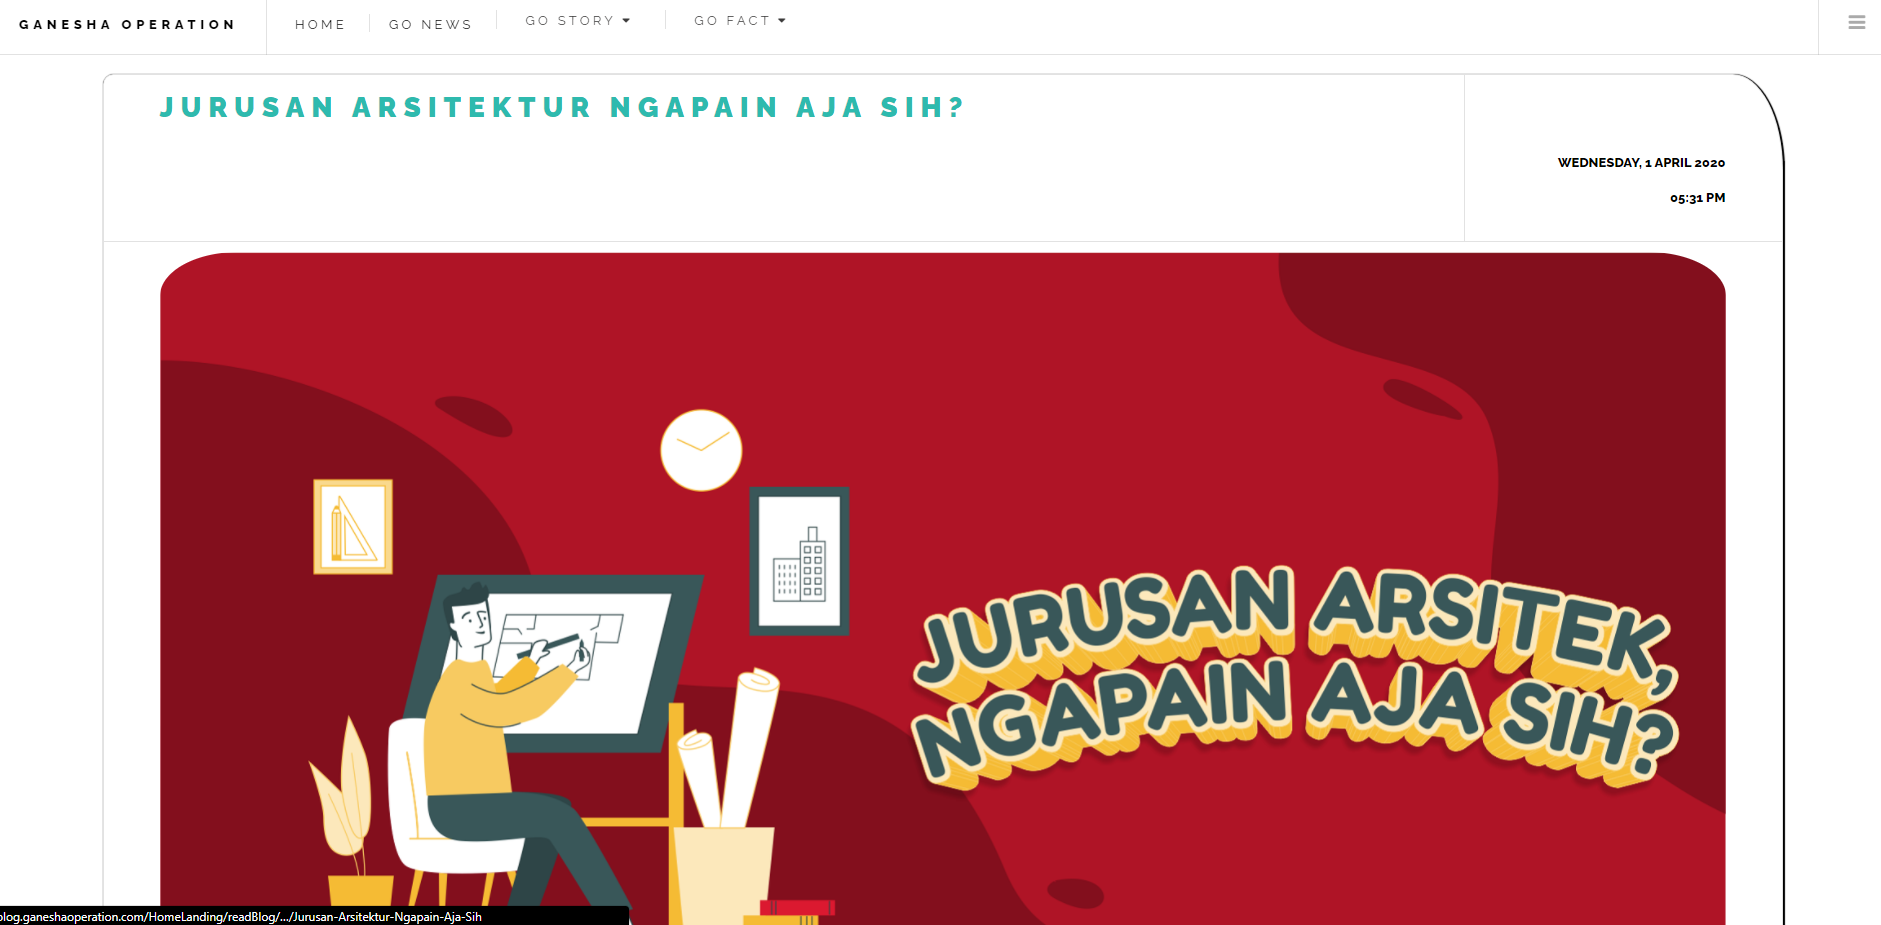 GANESHA OPERATION
HOME
GO NEWS
GO STORY
GO FACT
JURUSAN ARSITEKTUR NGAPAIN AJA SIH?
WEDNESDAY, 1 APRIL 2020
05:31 PM
JURUSAN ARSITEK,
NGAPAIN AJA SIH?
blog.ganeshaoperation.com/HomeLanding/readBlog/.../Jurusan-Arsitektur-Ngapain-Aja-Sih